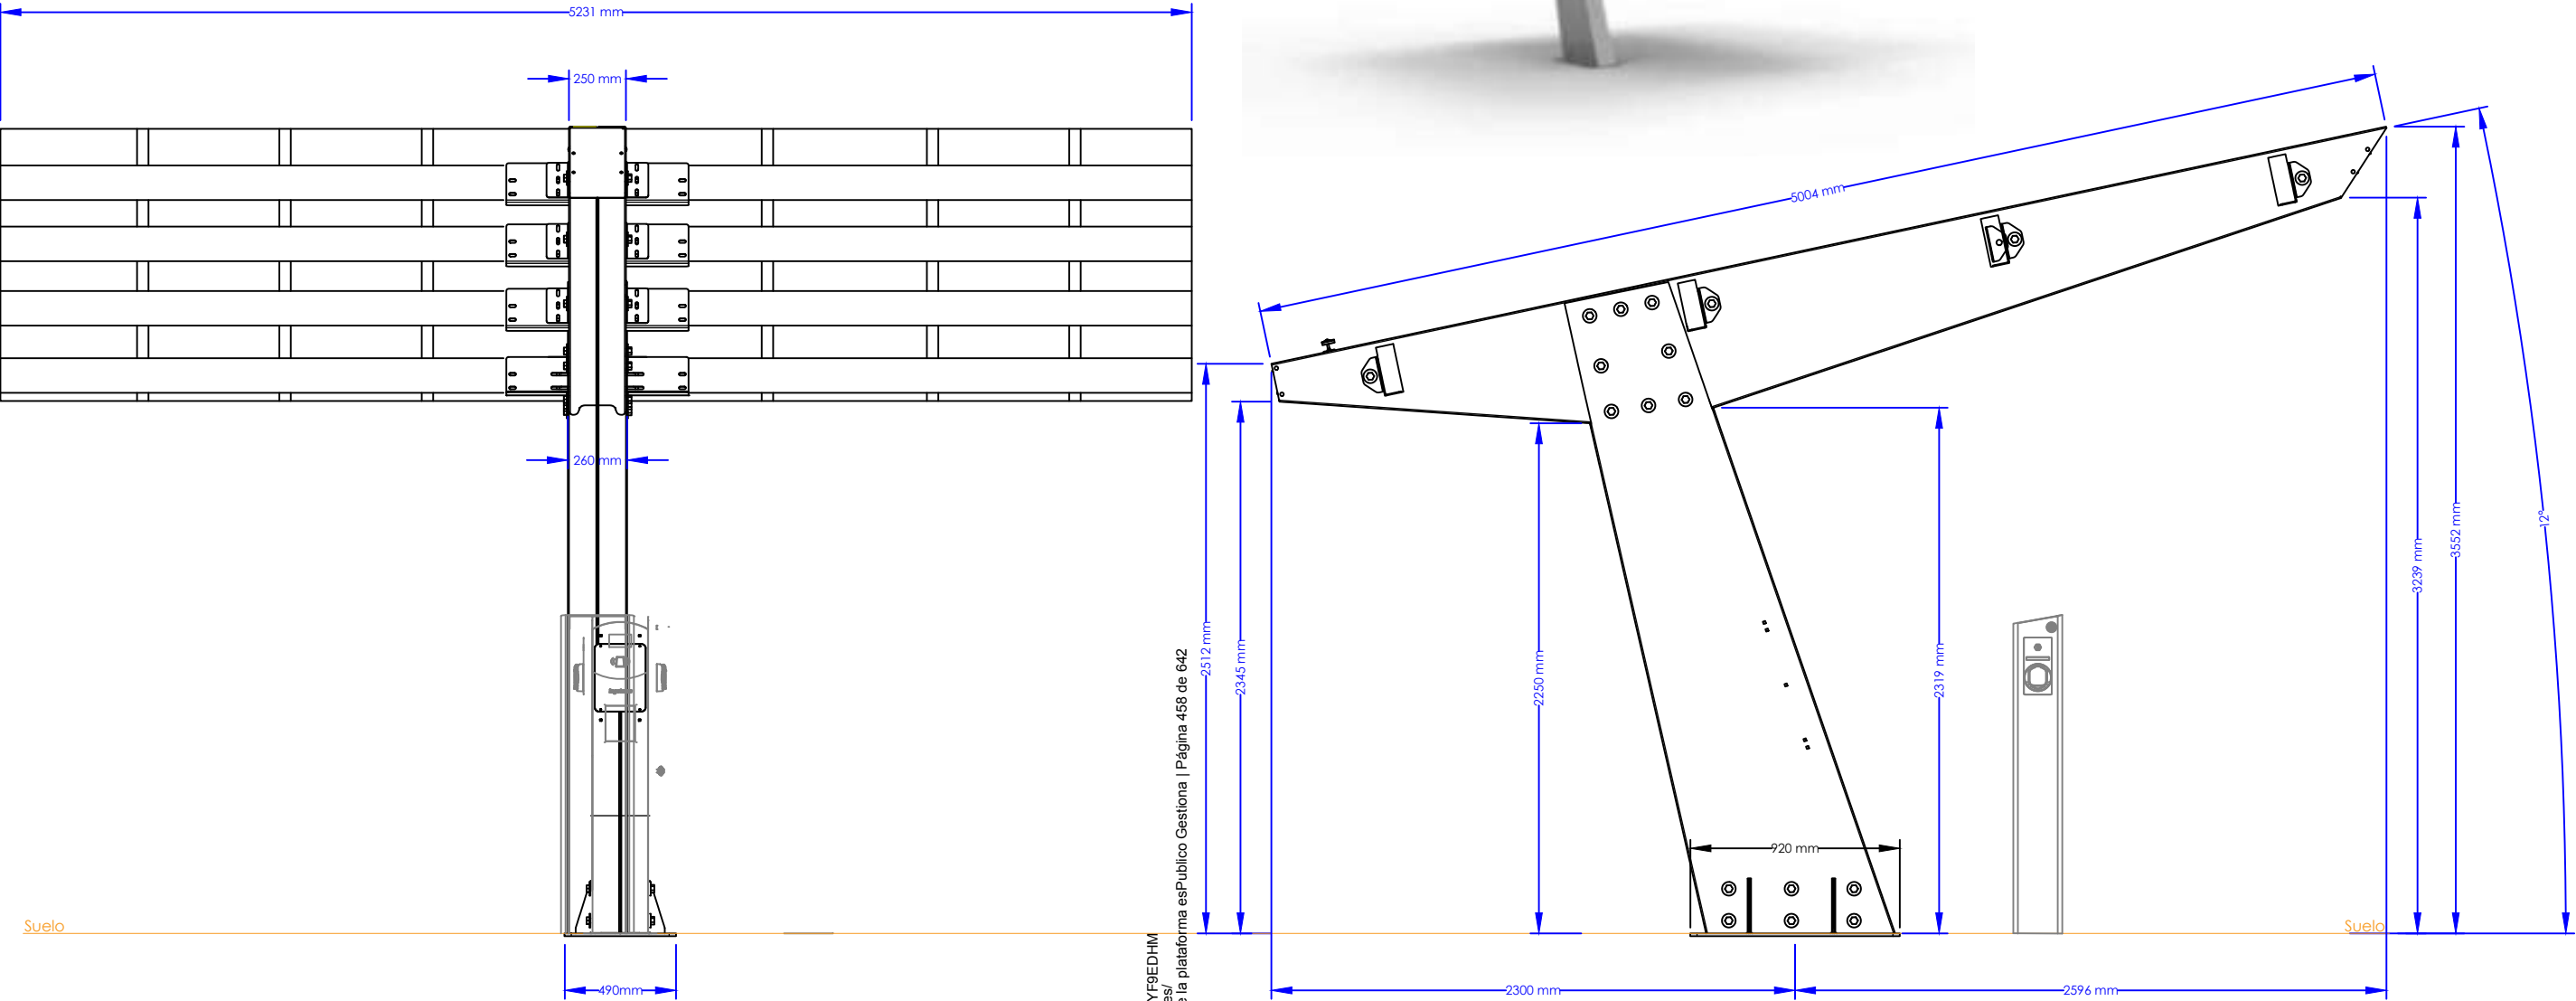 5231 mm
250 mm
5004 mm
260 mm
12°
3552 mm
3239 mm
2512 mm
2345 mm
2250 mm
2319 mm
920 mm
Suelo
Suelo
490mm
2300 mm
2596 mm
YF9EDHM
es/
la plataforma esPublico Gestiona | Página 458 de 642